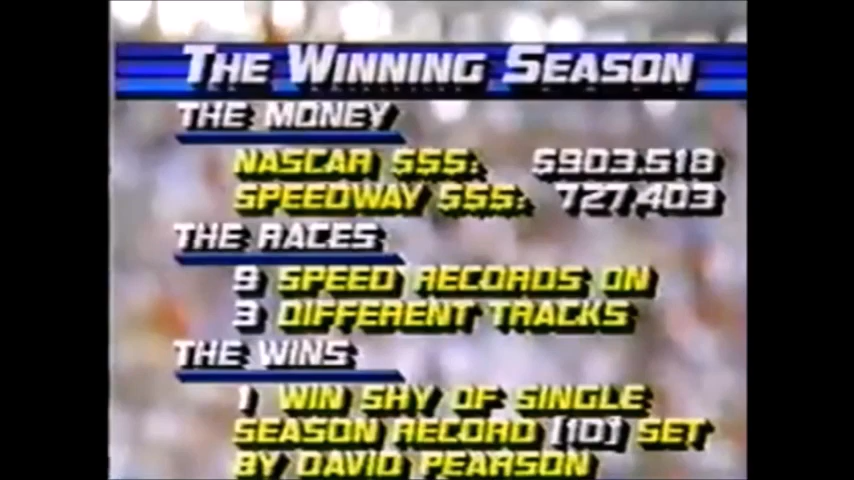 THE WINNING SEASON
THE MONEY
NASCAR $$$: $903,518
SPEEDWAY $$$: 727,403
THE RACES
9 SPEED RECORDS ON
3 DIFFERENT TRACKS
THE WINS
1 WIN SHY OF SINGLE
SEASON RECORD [10] SET
BY DAVID PEARSON